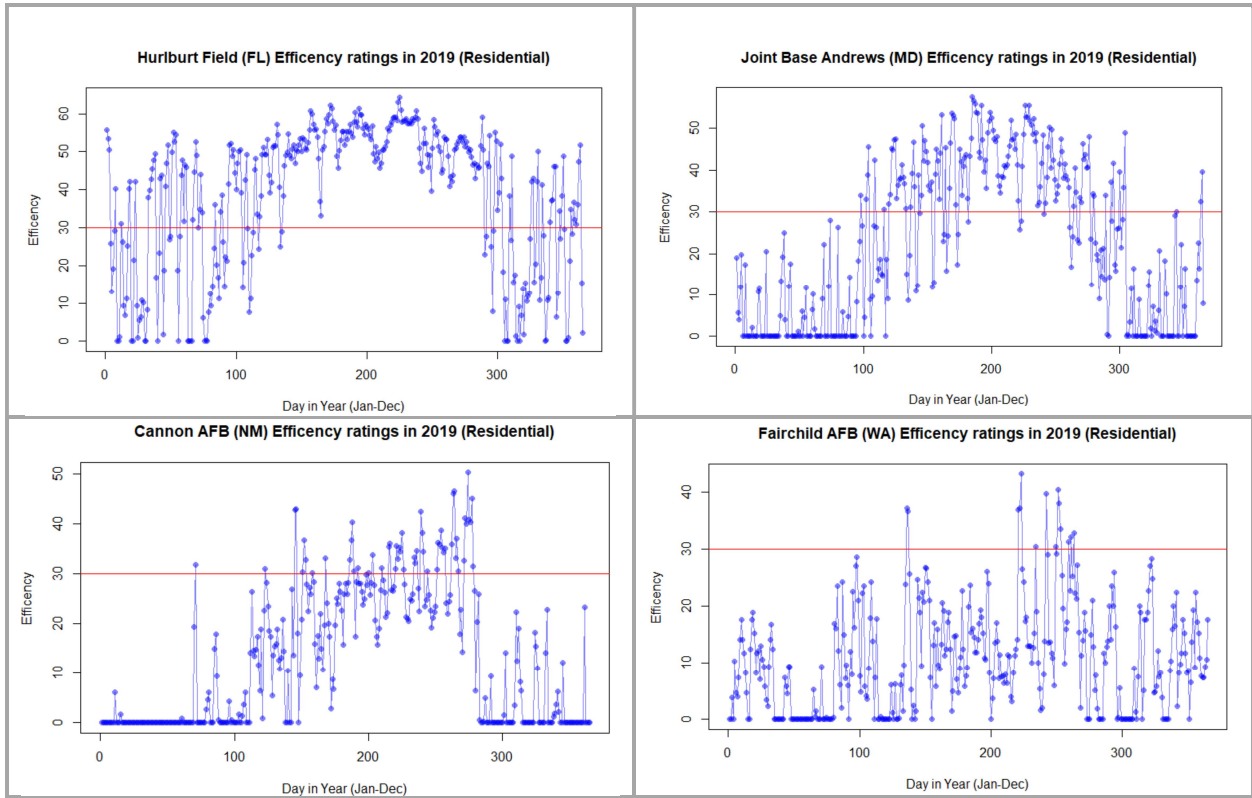 Hurlburt Field (FL) Efficency ratings in 2019 (Residential)
Efficency
60
50
40
30
20
10
0
0 100 200 300
Day in Year (Jan-Dec)
Joint Base Andrews (MD) Efficency ratings in 2019 (Residential)
Efficency
50
40
30
20
10
0
0 100 200 300
Day in Year (Jan-Dec)
Cannon AFB (NM) Efficency ratings in 2019 (Residential)
Efficency
50
40
30
20
10
0
0 100 200 300
Day in Year (Jan-Dec)
Fairchild AFB (WA) Efficency ratings in 2019 (Residential)
Efficency
40
30
20
10
0
0 100 200 300
Day in Year (Jan-Dec)